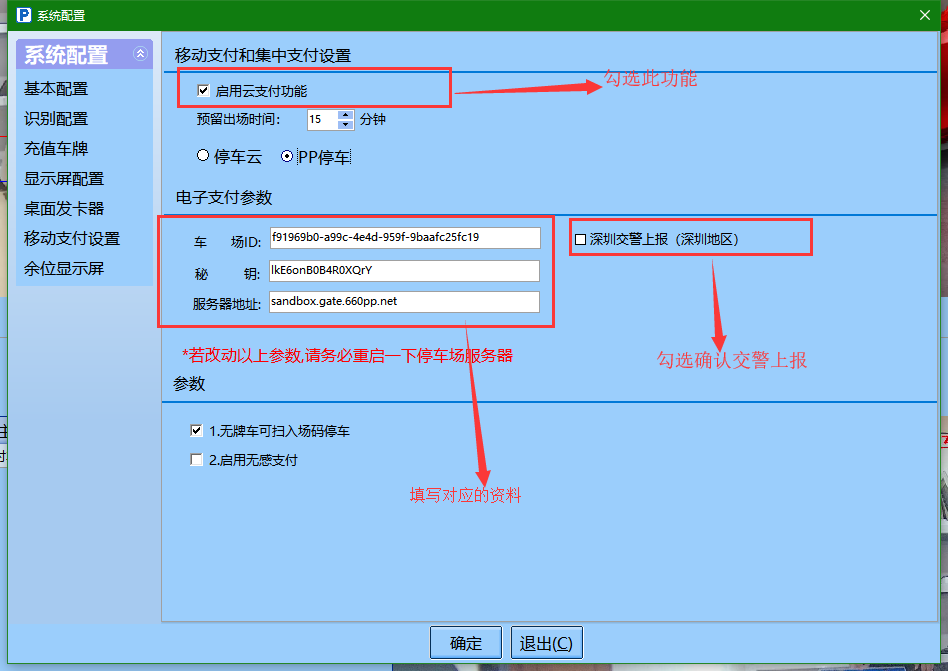 系统配置
系统配置
基本配置
识别配置
充值车牌
显示屏配置
桌面发卡器
移动支付设置
余位显示屏
移动支付和集中支付设置
启用云支付功能
勾选此功能
预留出场时间: 15 分钟
停车云 PP停车
电子支付参数
车 场ID: f91969b0-a99c-4e4d-959f-9baafc25fc19
深圳交警上报（深圳地区）
秘 钥: lkE6onB0B4R0XQrY
服务器地址: sandbox.gate.660pp.net
*若改动以上参数,请务必重启一下停车场服务器
勾选确认交警上报
参数
1.无牌车可扫入场码停车
2.启用无感支付
填写对应的资料
确定 退出(C)